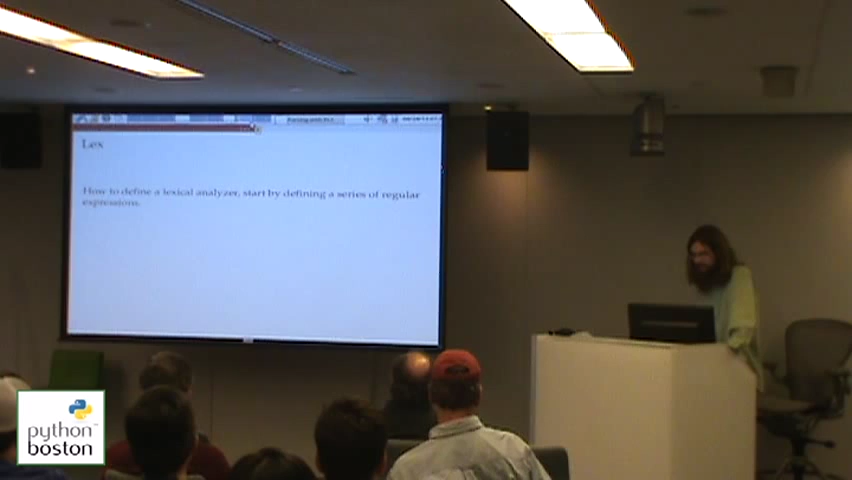 Lex
How to define a lexical analyzer, start by defining a series of regular
expressions.
python
boston